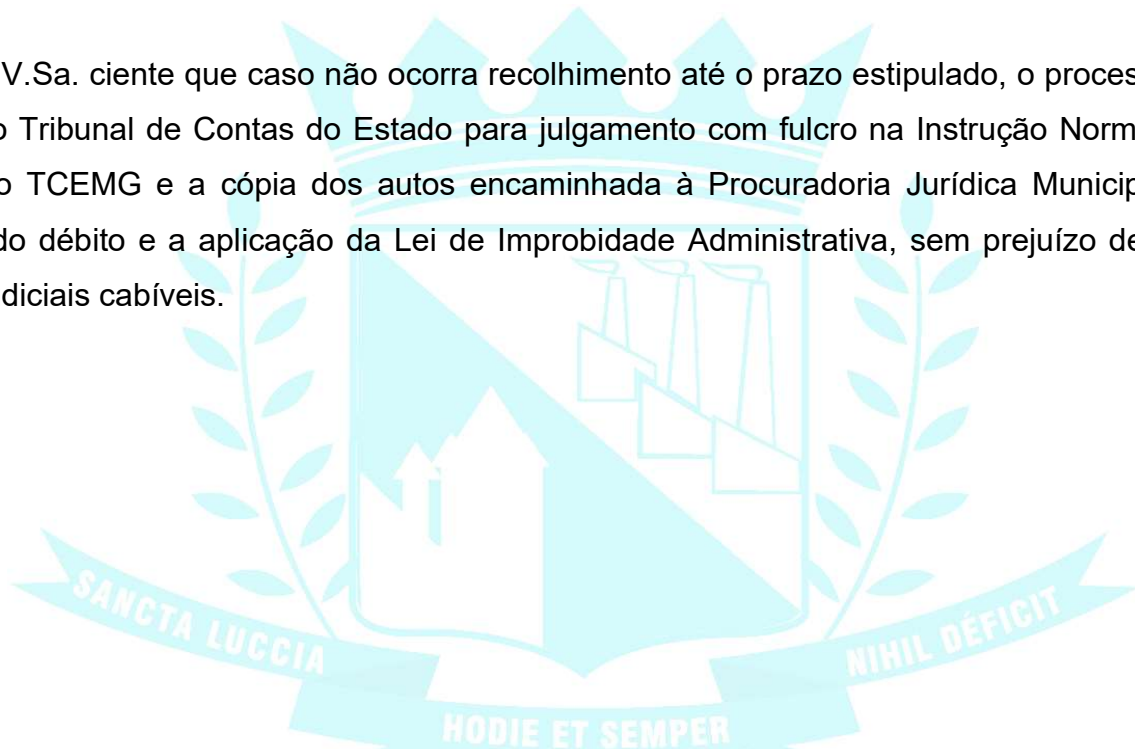 V.Sa. ciente que caso não ocorra recolhimento até o prazo estipulado, o proces
o Tribunal de Contas do Estado para julgamento com fulcro na Instrução Norm
o TCEMG e a cópia dos autos encaminhada à Procuradoria Jurídica Municip
do débito e a aplicação da Lei de Improbidade Administrativa, sem prejuízo de
diciais cabíveis.
SANCTA LUCCIA
NIHIL DÉFICIT
HODIE ET SEMPER